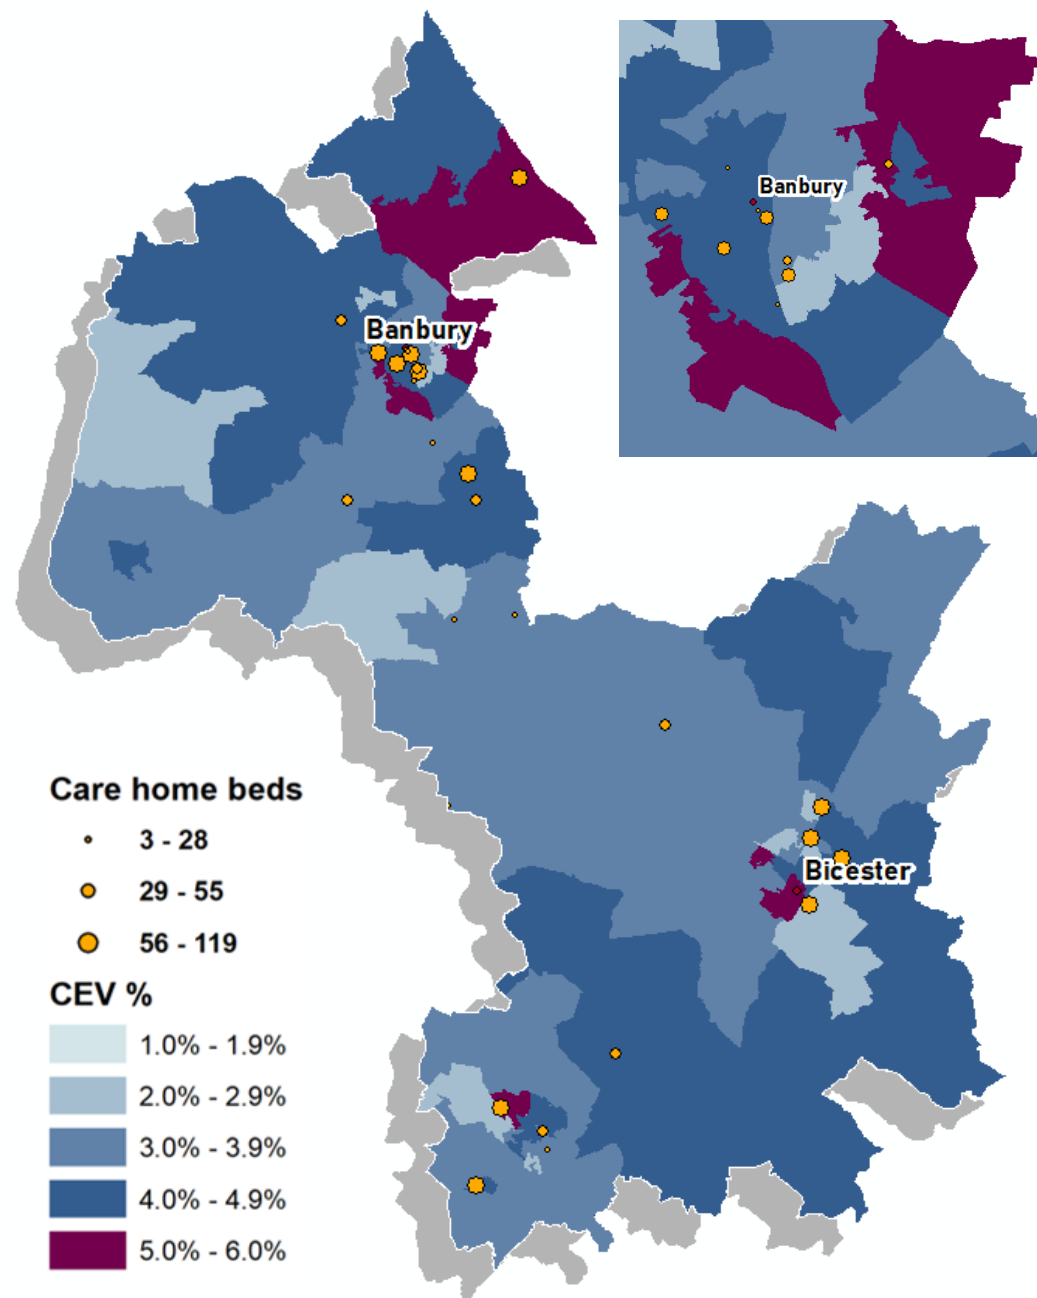 Banbury
Banbury
Care home beds
3 - 28
29 - 55
56 - 119
Bicester
CEV %
1.0% - 1.9%
2.0% - 2.9%
3.0% - 3.9%
4.0% - 4.9%
5.0% - 6.0%